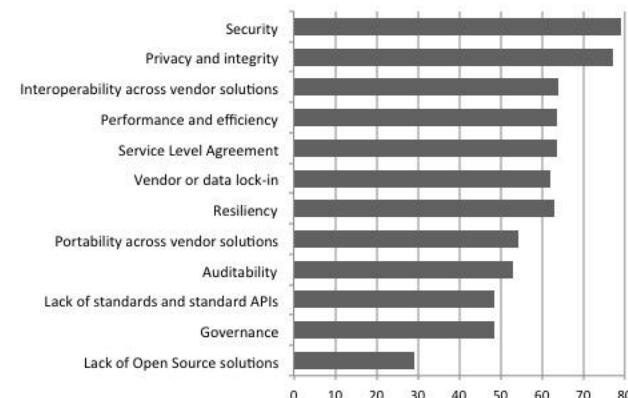 Security
Privacy and integrity
Interoperability across vendor solutions
Performance and efficiency
Service Level Agreement
Vendor or data lock-in
Resiliency
Portability across vendor solutions
Auditability
Lack of standards and standard APIs
Governance
Lack of Open Source solutions
0 10 20 30 40 50 60 70 80